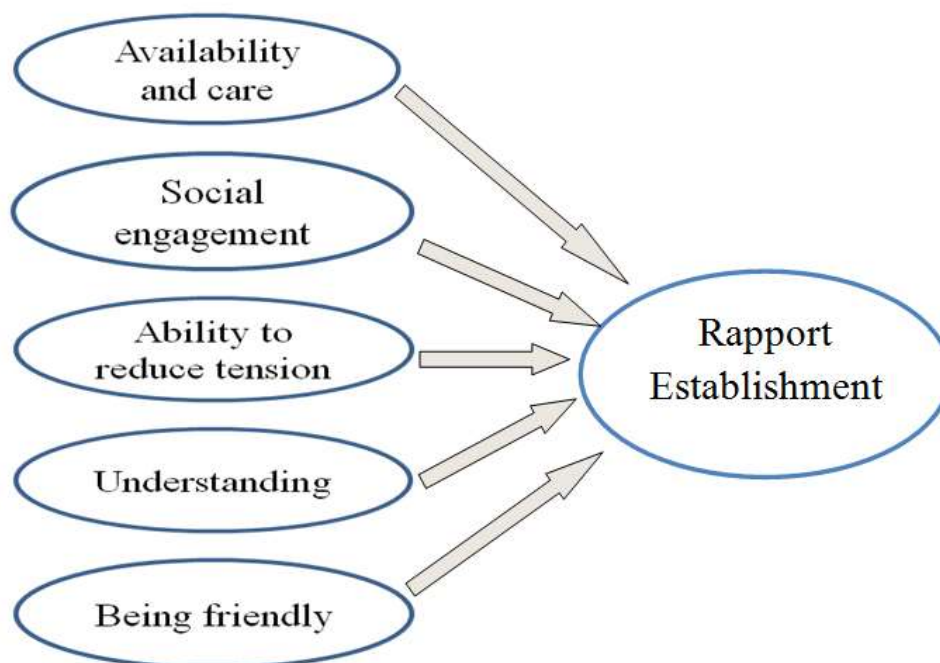 Availability
and care
Social
engagement
Ability to
reduce tension
Understanding
Being friendly
Rapport
Establishment